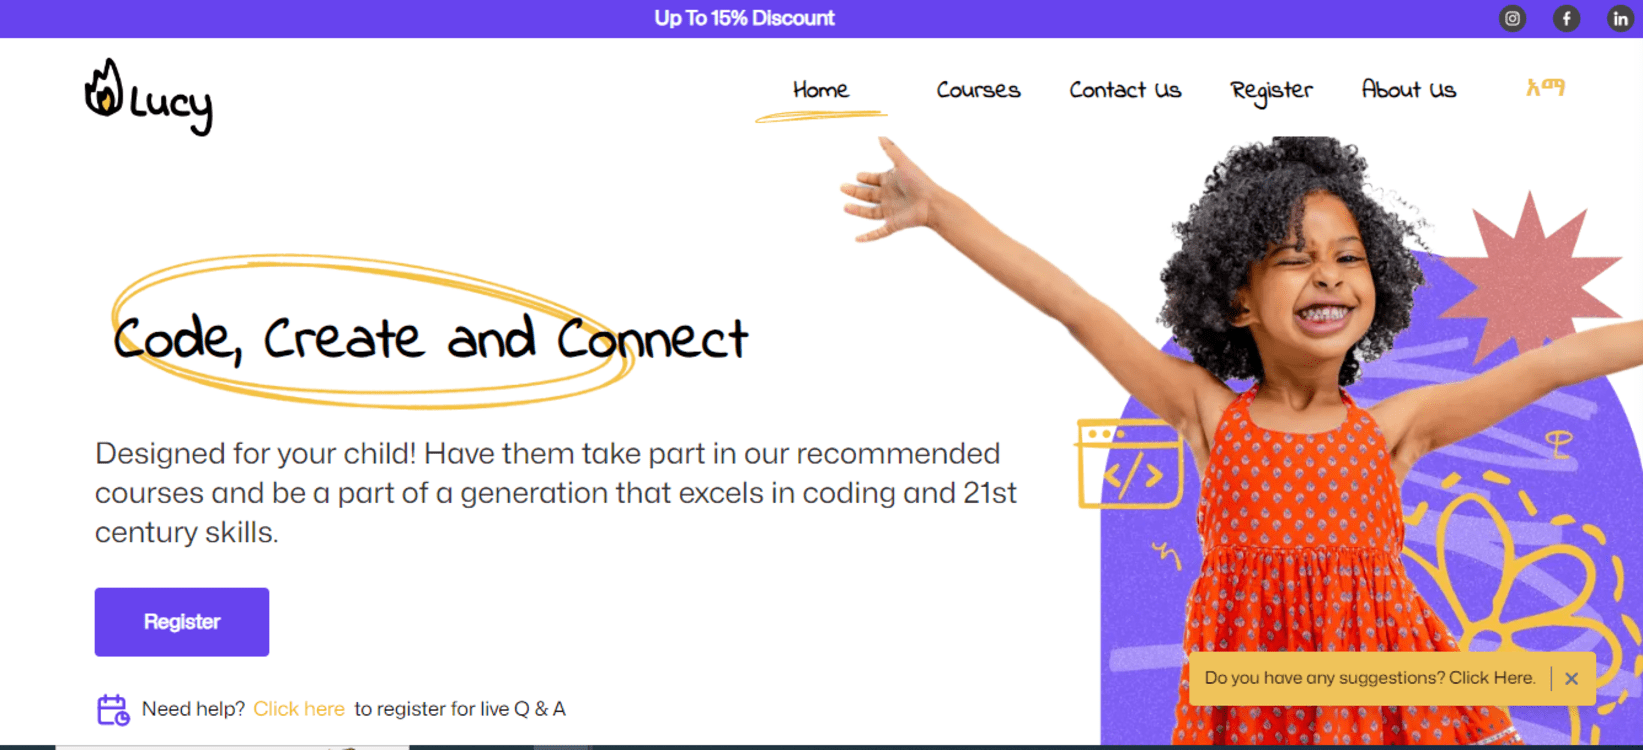 Up To 15% Discount
Lucy
Home
Courses
Contact Us
Register
About Us
አማ
Code, Create and Connect
Designed for your child! Have them take part in our recommended
courses and be a part of a generation that excels in coding and 21st
century skills.
</>
Register
Do you have any suggestions? Click Here.
Need help? Click here to register for live Q & A